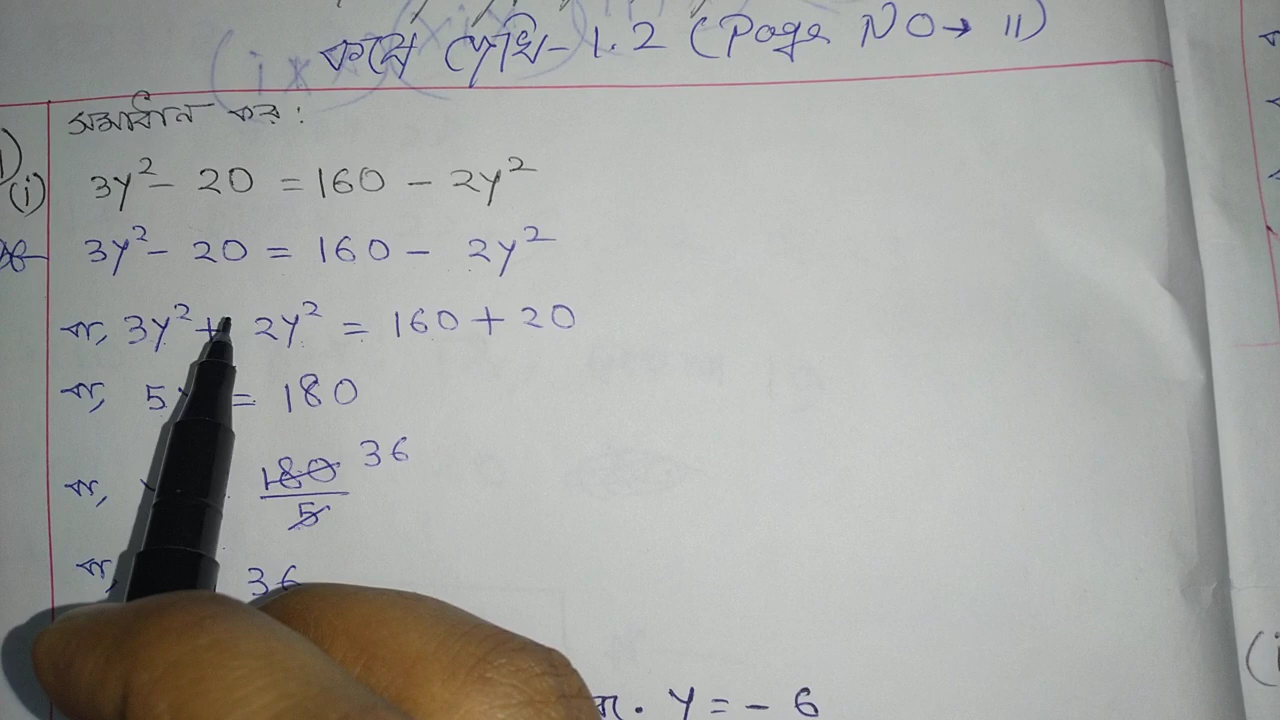 কষে দেখি - 1.2 (Page NO → 11)
সমাধান কর :
(i) 3y² - 20 = 160 - 2y²
3y² - 20 = 160 - 2y²
বা, 3y² + 2y² = 160 + 20
বা, 5 = 180
বা, 180/5 36
বা, 36
বা. y = - 6